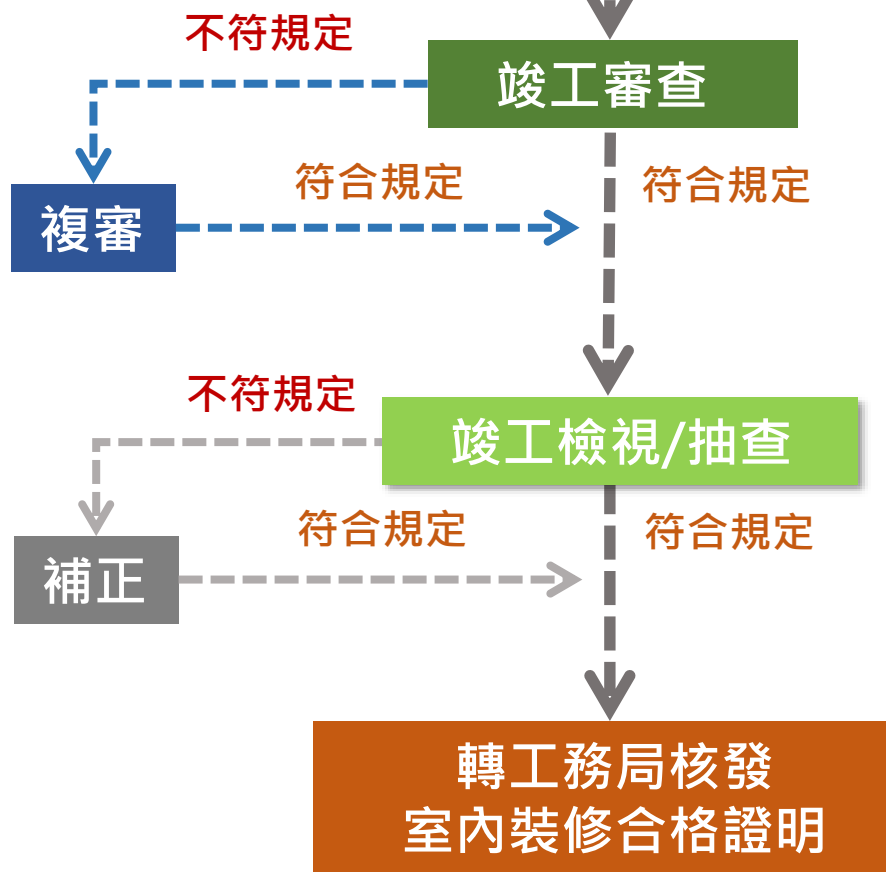 不符規定
竣工審查
符合規定
符合規定
複審
不符規定
竣工檢視/抽查
符合規定
符合規定
補正
轉工務局核發
室內裝修合格證明